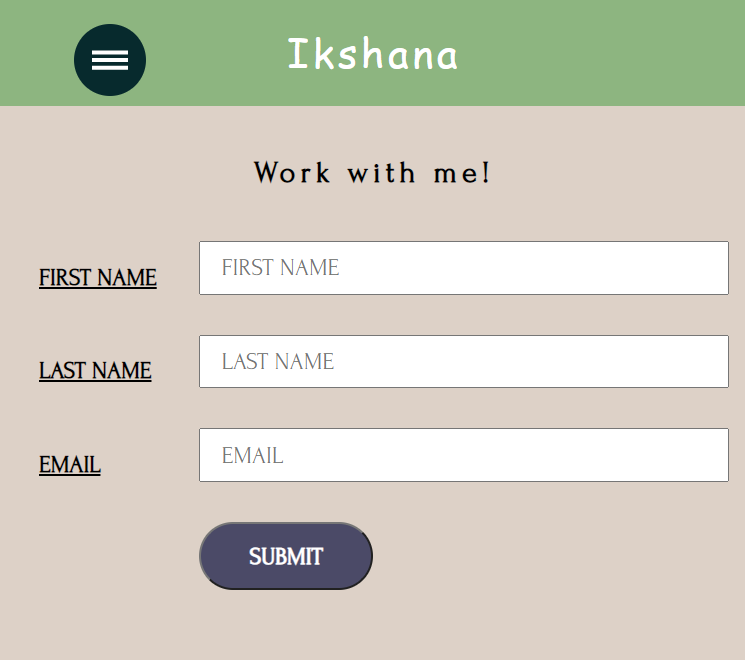 Ikshana
Work with me!
FIRST NAME
FIRST NAME
LAST NAME
LAST NAME
EMAIL
EMAIL
SUBMIT